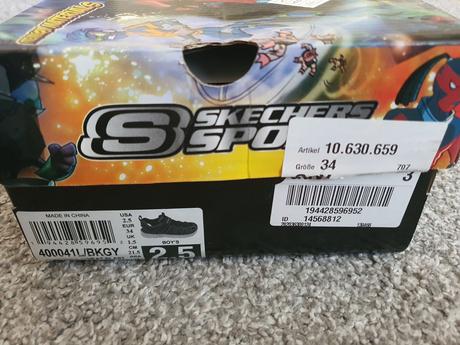 SKECHERS
SPO
Artikel 10.630.659
Größe 34 707
3
194428596952
ID 14568812
MADE IN CHINA
USA
2.5
EUR
34
UK
1.5
CM
21.5
BOY'S
2.5
400041L/BKGY